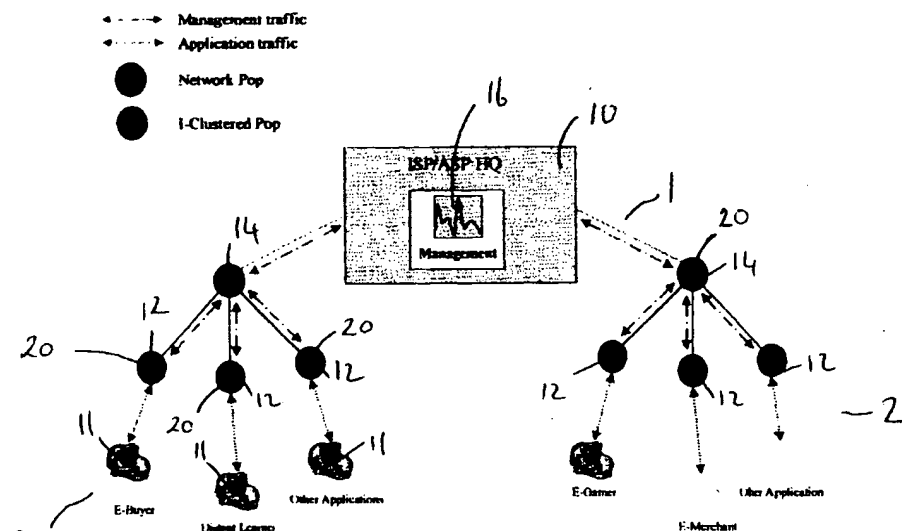 Management traffic
Application traffic
Network Pop
I-Clustered Pop
16
10
ISP/ASP HQ
1
Management
14
20
14
12
20
20
12
12
20
12
12
12
2
11
11
11
E-Buyer
Distant Learner
Other Applications
E-Gamer
E-Merchant
Other Application